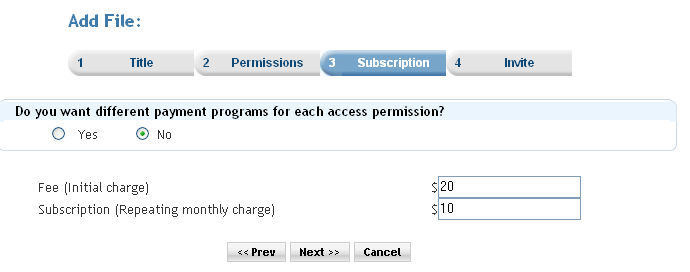 Add File:
1 Title 2 Permissions 3 Subscription 4 Invite
Do you want different payment programs for each access permission?
Yes No
Fee (Initial charge) $ 20
Subscription (Repeating monthly charge) $ 10
<< Prev Next >> Cancel